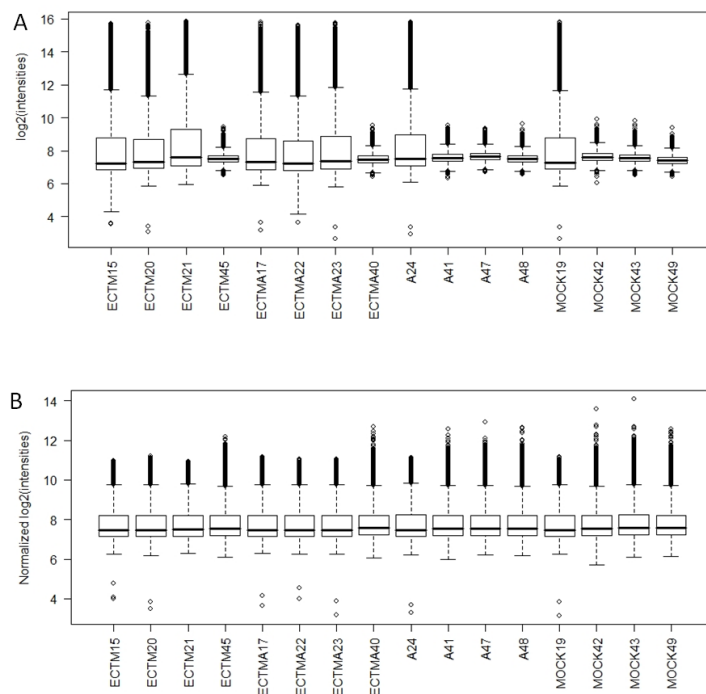 A
log2(intensities)
16
14
12
10
8
6
4
ECTM15
ECTM20
ECTM21
ECTM45
ECTMA17
ECTMA22
ECTMA23
ECTMA40
A24
A41
A47
A48
MOCK19
MOCK42
MOCK43
MOCK49
B
Normalized log2(intensities)
14
12
10
8
6
4
ECTM15
ECTM20
ECTM21
ECTM45
ECTMA17
ECTMA22
ECTMA23
ECTMA40
A24
A41
A47
A48
MOCK19
MOCK42
MOCK43
MOCK49